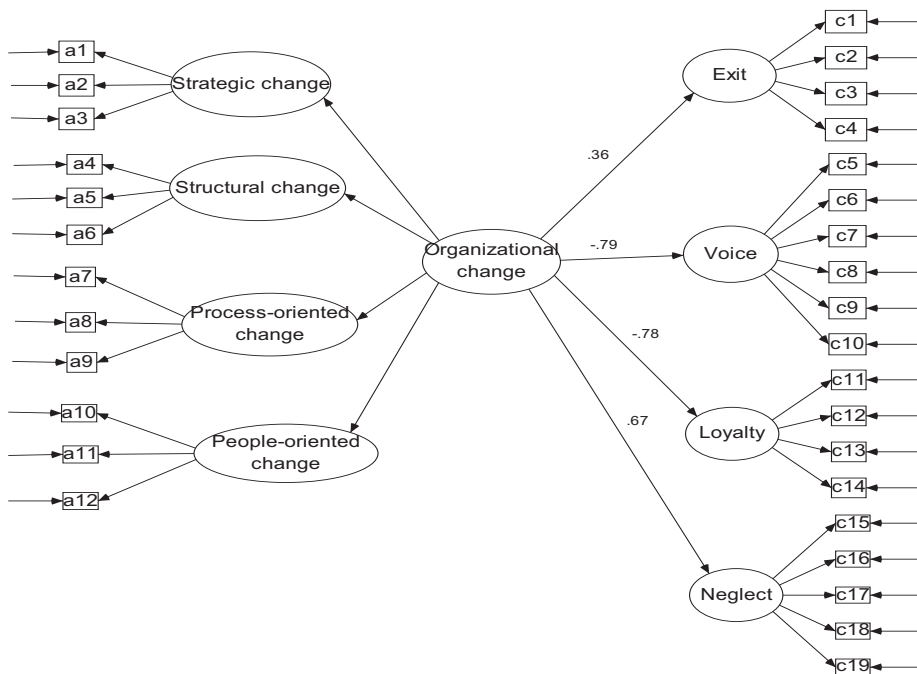 a1
a2
a3
Strategic change
a4
a5
a6
Structural change
a7
a8
a9
Process-oriented
change
a10
a11
a12
People-oriented
change
Organizational
change
.36
-.79
-.78
.67
Exit
c1
c2
c3
c4
Voice
c5
c6
c7
c8
c9
c10
Loyalty
c11
c12
c13
c14
Neglect
c15
c16
c17
c18
c19